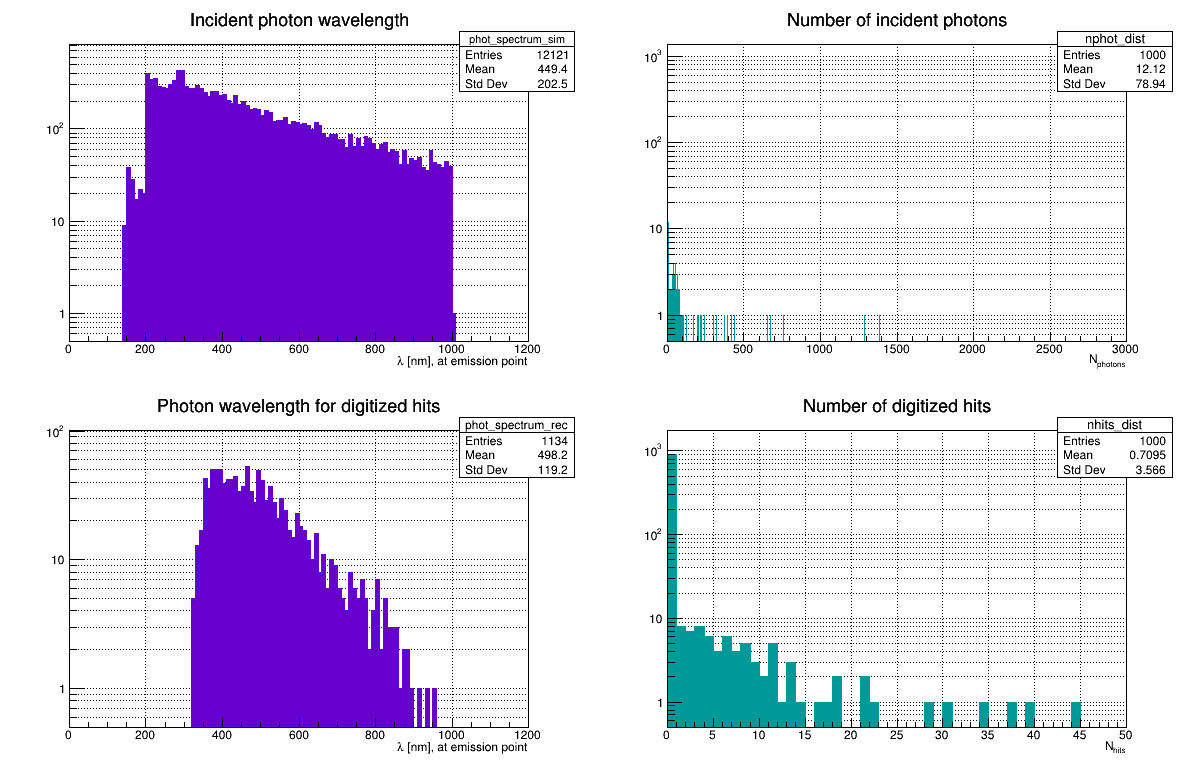 Incident photon wavelength
phot_spectrum_sim
Entries 12121
Mean 449.4
Std Dev 202.5
10²
10
1
0 200 400 600 800 1000 1200
λ [nm], at emission point
Number of incident photons
nphot_dist
Entries 1000
Mean 12.12
Std Dev 78.94
10³
10²
10
1
0 500 1000 1500 2000 2500 3000
N_photons
Photon wavelength for digitized hits
phot_spectrum_rec
Entries 1134
Mean 498.2
Std Dev 119.2
10²
10
1
0 200 400 600 800 1000 1200
λ [nm], at emission point
Number of digitized hits
nhits_dist
Entries 1000
Mean 0.7095
Std Dev 3.566
10³
10²
10
1
0 5 10 15 20 25 30 35 40 45 50
N_hits